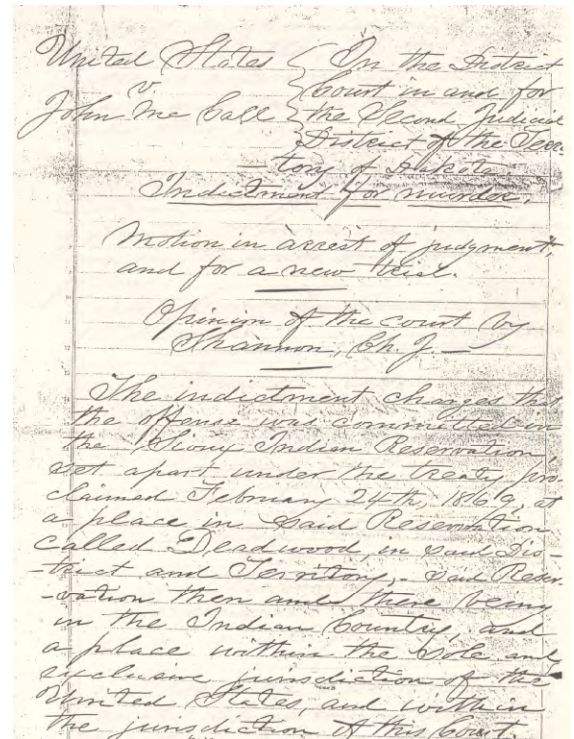 United States
v
John Mc Call
In the District
Court in and for
the Second Judicial
District of the Terri-
tory of Dakota.
Indictment for murder.
Motion in arrest of judgment,
and for a new trial.
Opinion of the court by
Shannon, Ch. J.—
The indictment charges that
the offense was committed in
the Sioux Indian Reservation,
set apart under the treaty pro-
claimed February 24th, 1869, at
a place in said Reservation
called Deadwood, in said Dis-
-trict and Territory,- said Reser-
-vation then and there being
in the Indian Country, and
a place within the sole and
exclusive jurisdiction of the
United States, and within
the jurisdiction of this Court.